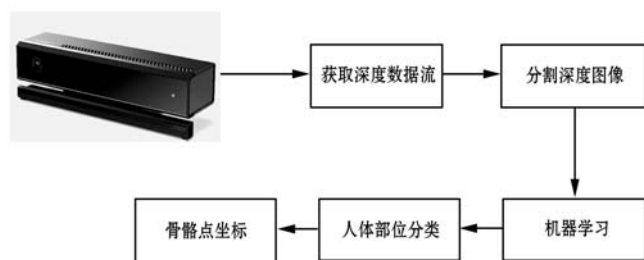 获取深度数据流
分割深度图像
机器学习
人体部位分类
骨骼点坐标